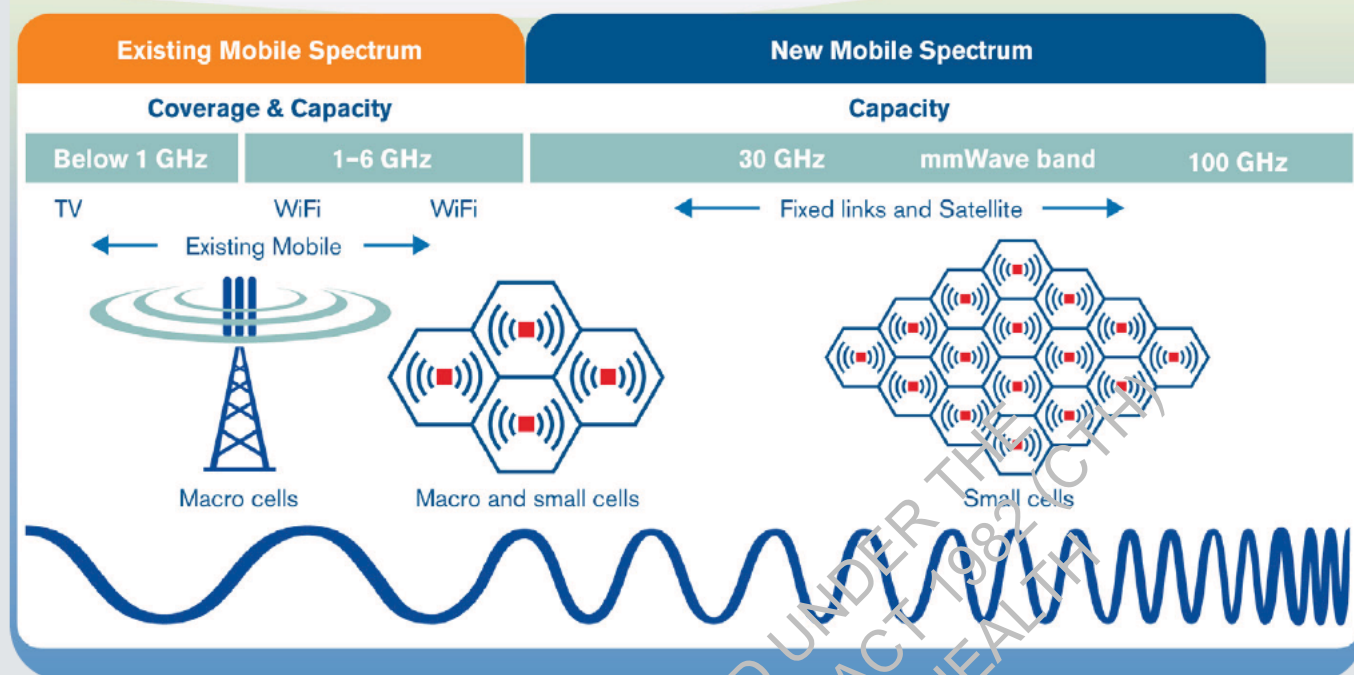 Existing Mobile Spectrum
New Mobile Spectrum
Coverage & Capacity
Capacity
Below 1 GHz
1–6 GHz
30 GHz
mmWave band
100 GHz
TV
WiFi
WiFi
Fixed links and Satellite
Existing Mobile
Macro cells
Macro and small cells
Small cells
UNDER THE
ACT 1982 (CTH)
HEALTH